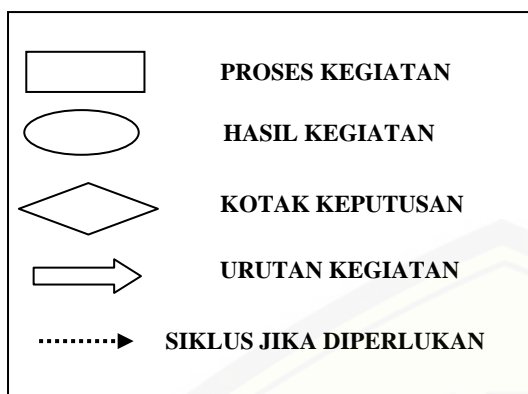 PROSES KEGIATAN
HASIL KEGIATAN
KOTAK KEPUTUSAN
URUTAN KEGIATAN
SIKLUS JIKA DIPERLUKAN